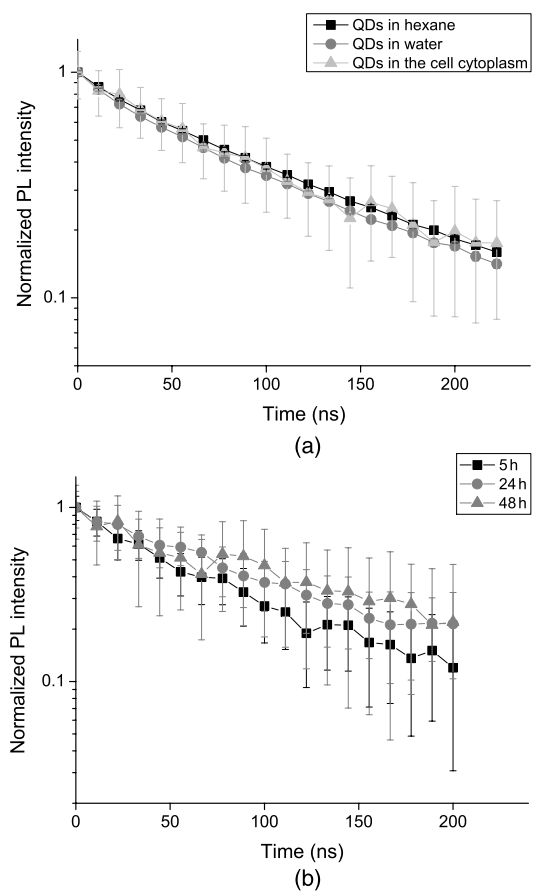 QDs in hexane
QDs in water
QDs in the cell cytoplasm
1
0.1
Normalized PL intensity
0
50
100
150
200
Time (ns)
(a)
5 h
24 h
48 h
1
0.1
Normalized PL intensity
0
50
100
150
200
Time (ns)
(b)